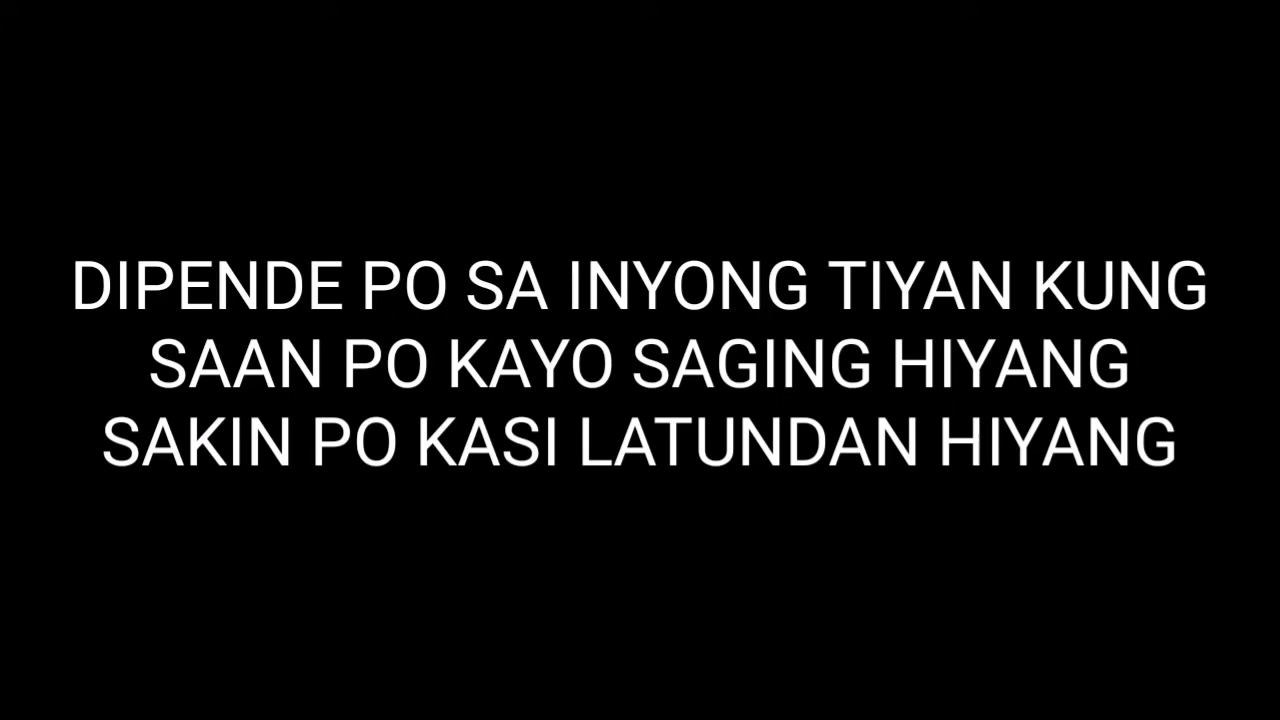 DIPENDE PO SA INYONG TIYAN KUNG
SAAN PO KAYO SAGING HIYANG
SAKIN PO KASI LATUNDAN HIYANG